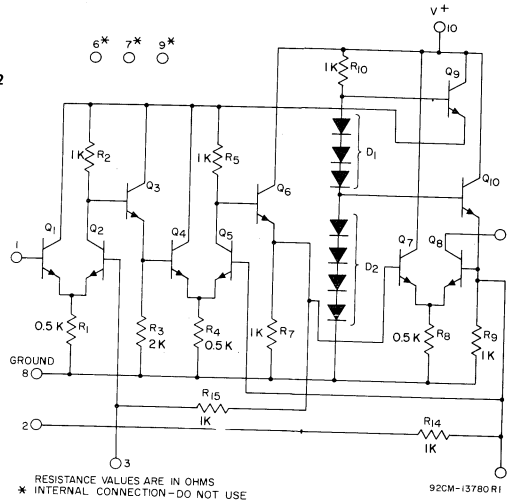 V+
10
6* 7* 9*
2
1K R10
Q9
D1
1K R2
1K R5
Q3
Q6
Q10
Q1
Q2
Q4
Q5
D2
Q7
Q8
1
0.5 K R1
R3
2K
R4
0.5K
1K R7
0.5K R8
R9
1K
GROUND
8
R15
1K
2
R14
1K
3
RESISTANCE VALUES ARE IN OHMS
* INTERNAL CONNECTION-DO NOT USE
92CM-13780R1